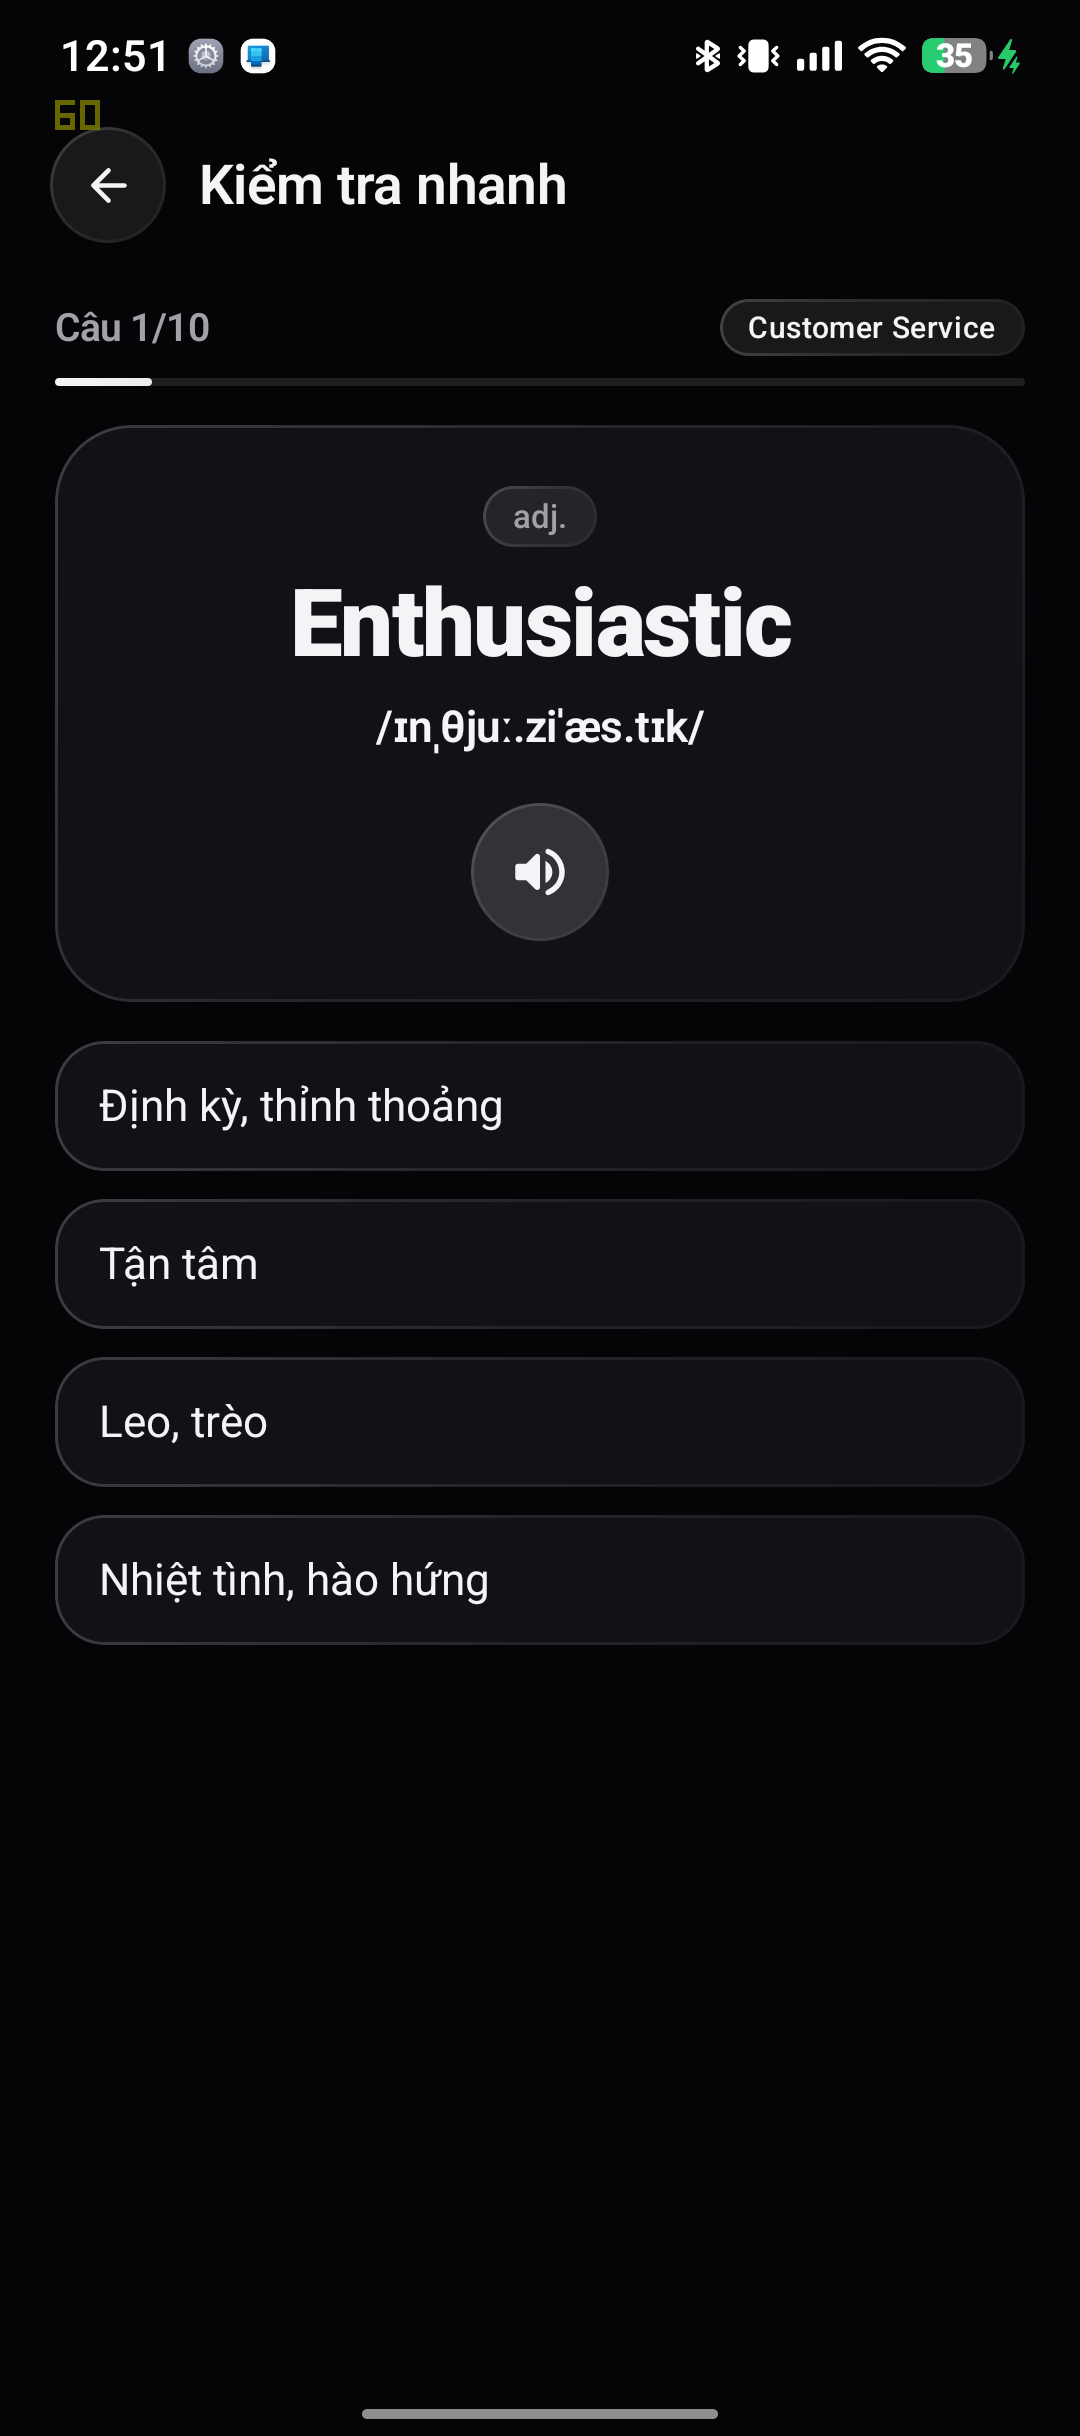 12:51
35
60
Kiểm tra nhanh
Câu 1/10
Customer Service
adj.
Enthusiastic
/ɪnˌθjuː.ziˈæs.tɪk/
Định kỳ, thỉnh thoảng
Tận tâm
Leo, trèo
Nhiệt tình, hào hứng